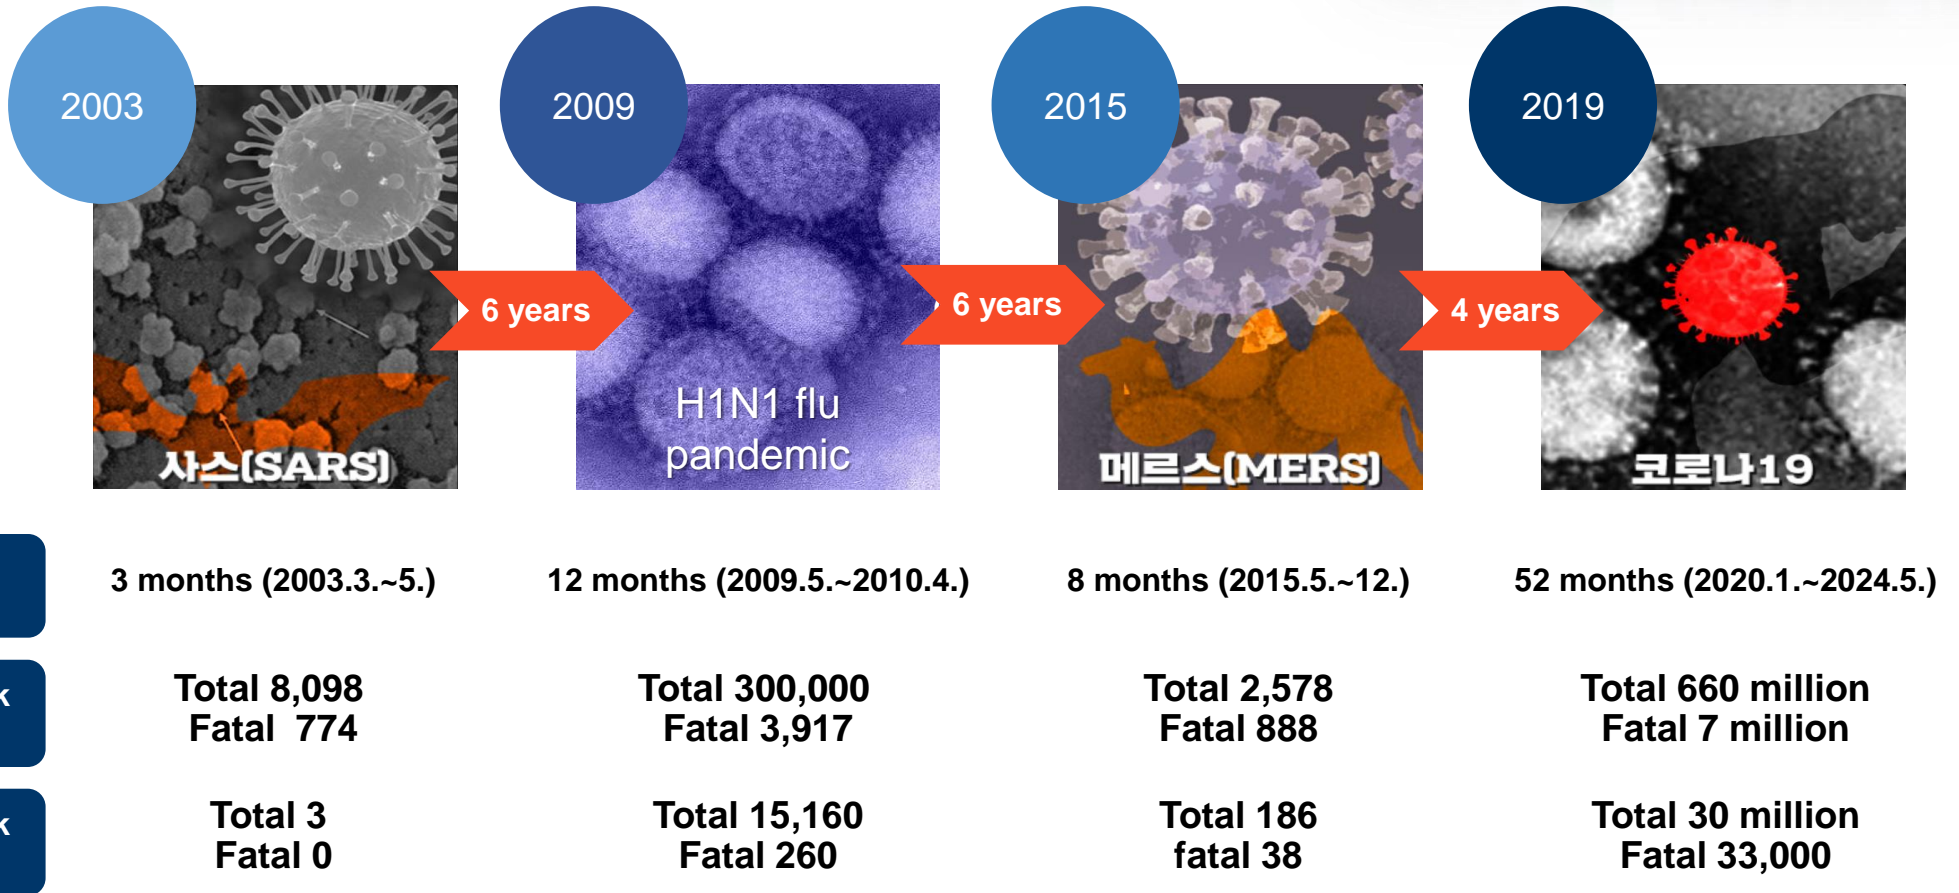 2003
2009
2015
2019
6 years
6 years
4 years
사스(SARS)
H1N1 flu
pandemic
메르스(MERS)
코로나19
3 months (2003.3.~5.)
12 months (2009.5.~2010.4.)
8 months (2015.5.~12.)
52 months (2020.1.~2024.5.)
Total 8,098
Fatal 774
Total 300,000
Fatal 3,917
Total 2,578
Fatal 888
Total 660 million
Fatal 7 million
Total 3
Fatal 0
Total 15,160
Fatal 260
Total 186
fatal 38
Total 30 million
Fatal 33,000